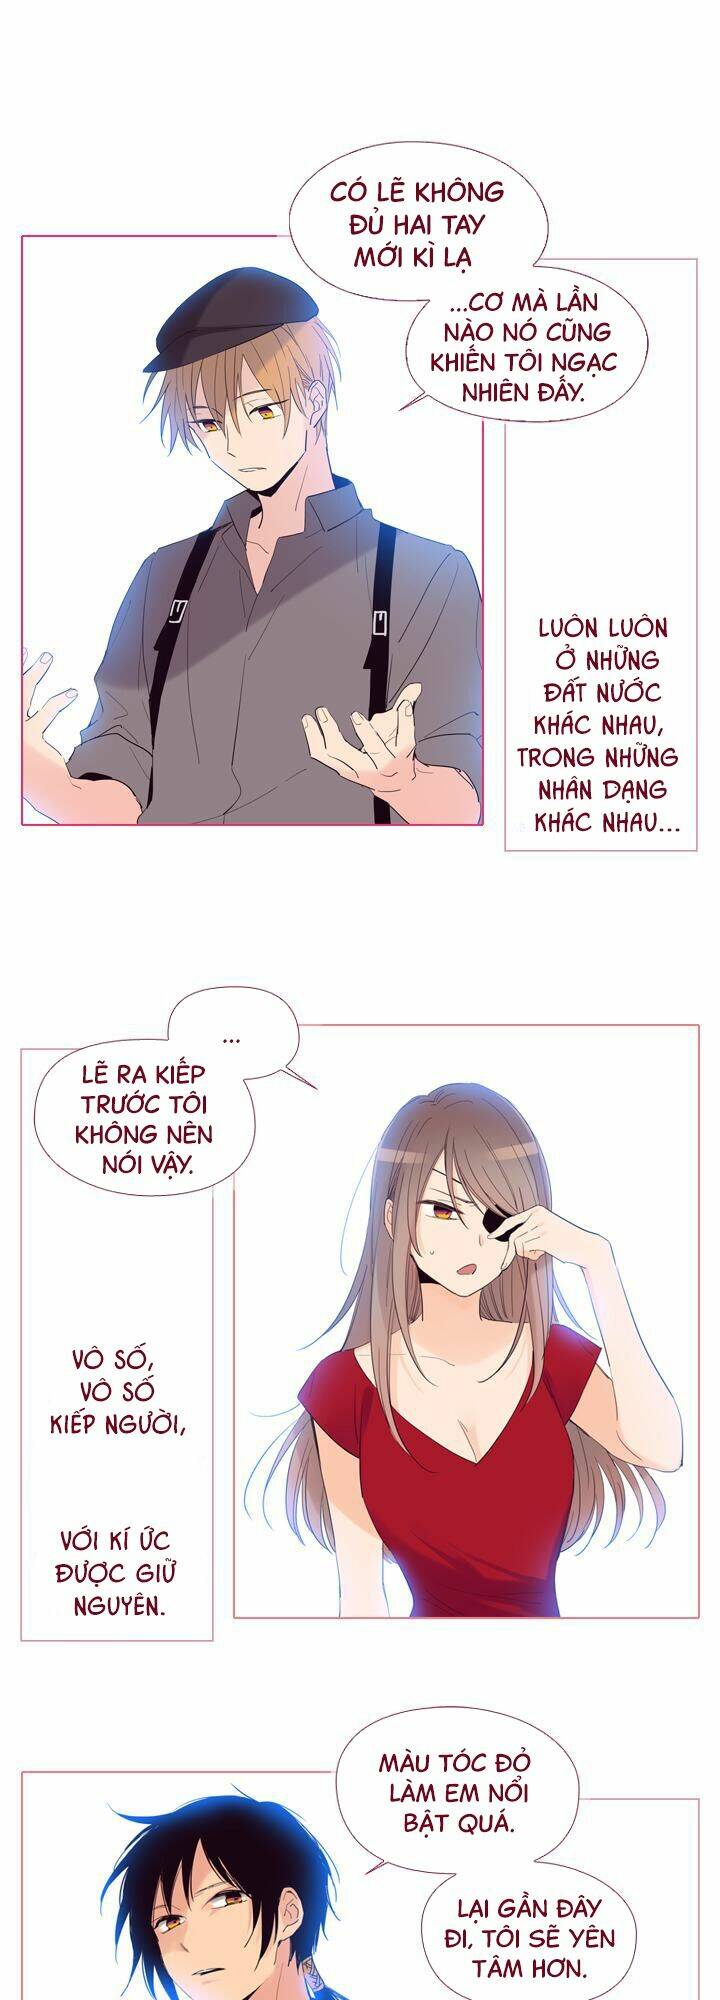 CÓ LẼ KHÔNG
ĐỦ HAI TAY
MỚI KÌ LẠ
...CƠ MÀ LẦN
NÀO NÓ CŨNG
KHIẾN TÔI NGẠC
NHIÊN ĐẤY.
LUÔN LUÔN
Ở NHỮNG
ĐẤT NƯỚC
KHÁC NHAU,
TRONG NHỮNG
NHÂN DẠNG
KHÁC NHAU...
...
LẼ RA KIẾP
TRƯỚC TÔI
KHÔNG NÊN
NÓI VẬY.
VÔ SỐ,
VÔ SỐ
KIẾP NGƯỜI,
VỚI KÍ ỨC
ĐƯỢC GIỮ
NGUYÊN.
MÀU TÓC ĐỎ
LÀM EM NỔI
BẬT QUÁ.
LẠI GẦN ĐÂY
ĐI, TÔI SẼ YÊN
TÂM HƠN.